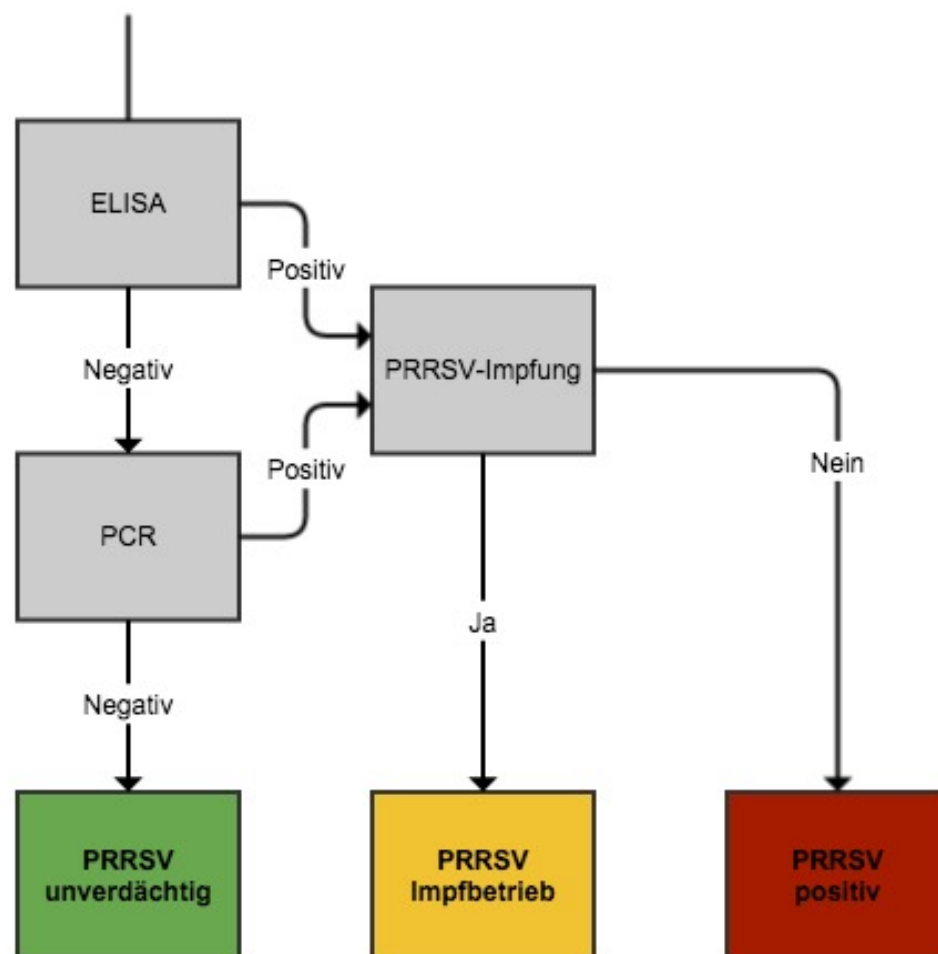 ELISA
Positiv
Negativ
PRRSV-Impfung
Positiv
Nein
PCR
Ja
Negativ
PRRSV
unverdächtig
PRRSV
Impfbetrieb
PRRSV
positiv